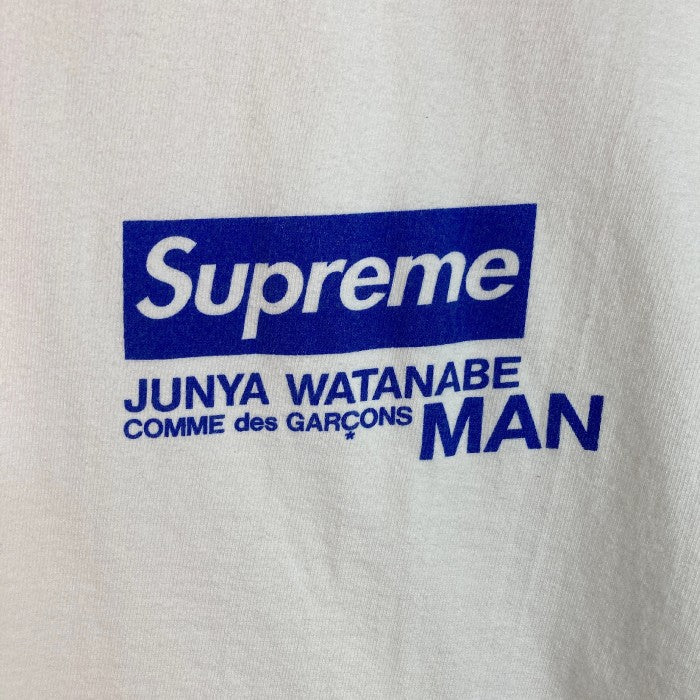 Supreme
JUNYA WATANABE
COMME des GARÇONS MAN